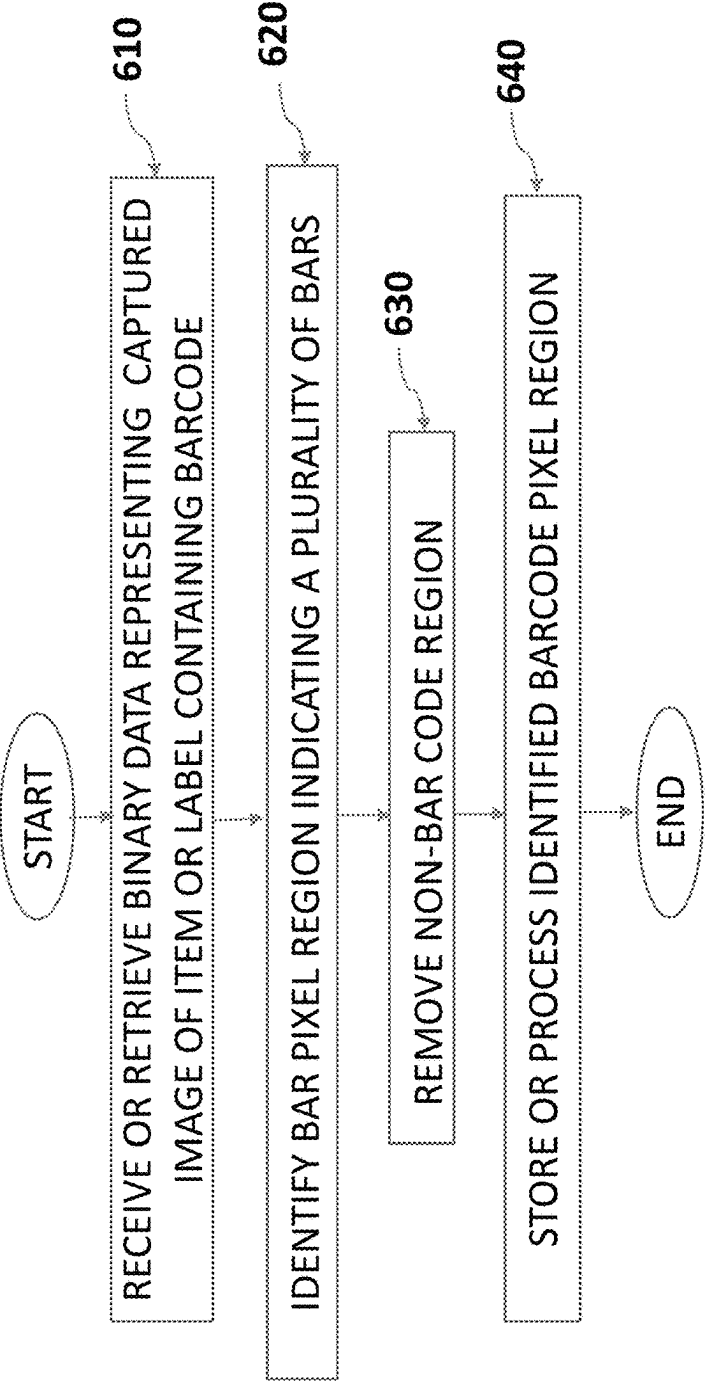 START
RECEIVE OR RETRIEVE BINARY DATA REPRESENTING CAPTURED
IMAGE OF ITEM OR LABEL CONTAINING BARCODE
610
IDENTIFY BAR PIXEL REGION INDICATING A PLURALITY OF BARS
620
REMOVE NON-BAR CODE REGION
630
STORE OR PROCESS IDENTIFIED BARCODE PIXEL REGION
640
END